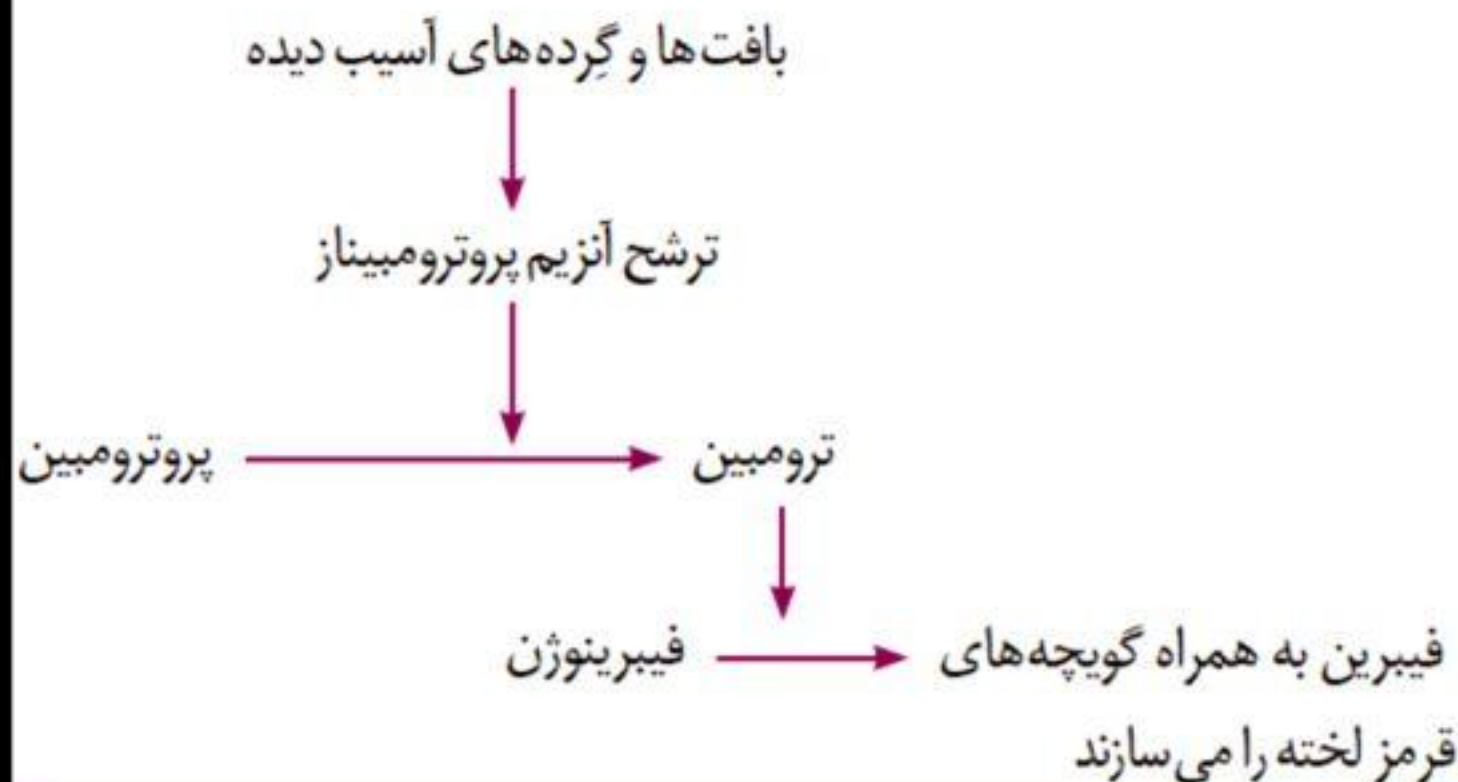 بافت‌ها و گِرده‌های آسیب دیده
ترشح آنزیم پروترومبیناز
پروترومبین
ترومبین
فیبرینوژن
فیبرین به همراه گویچه‌های
قرمز لخته را می‌سازند